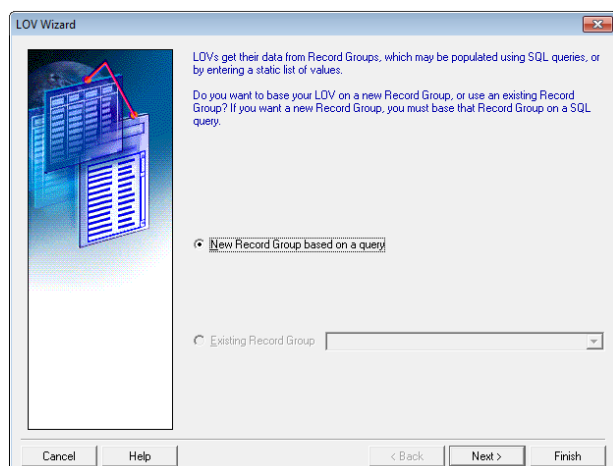 LOV Wizard
LOVs get their data from Record Groups, which may be populated using SQL queries, or
by entering a static list of values.
Do you want to base your LOV on a new Record Group, or use an existing Record
Group? If you want a new Record Group, you must base that Record Group on a SQL
query.
New Record Group based on a query
Existing Record Group
Cancel Help < Back Next > Finish